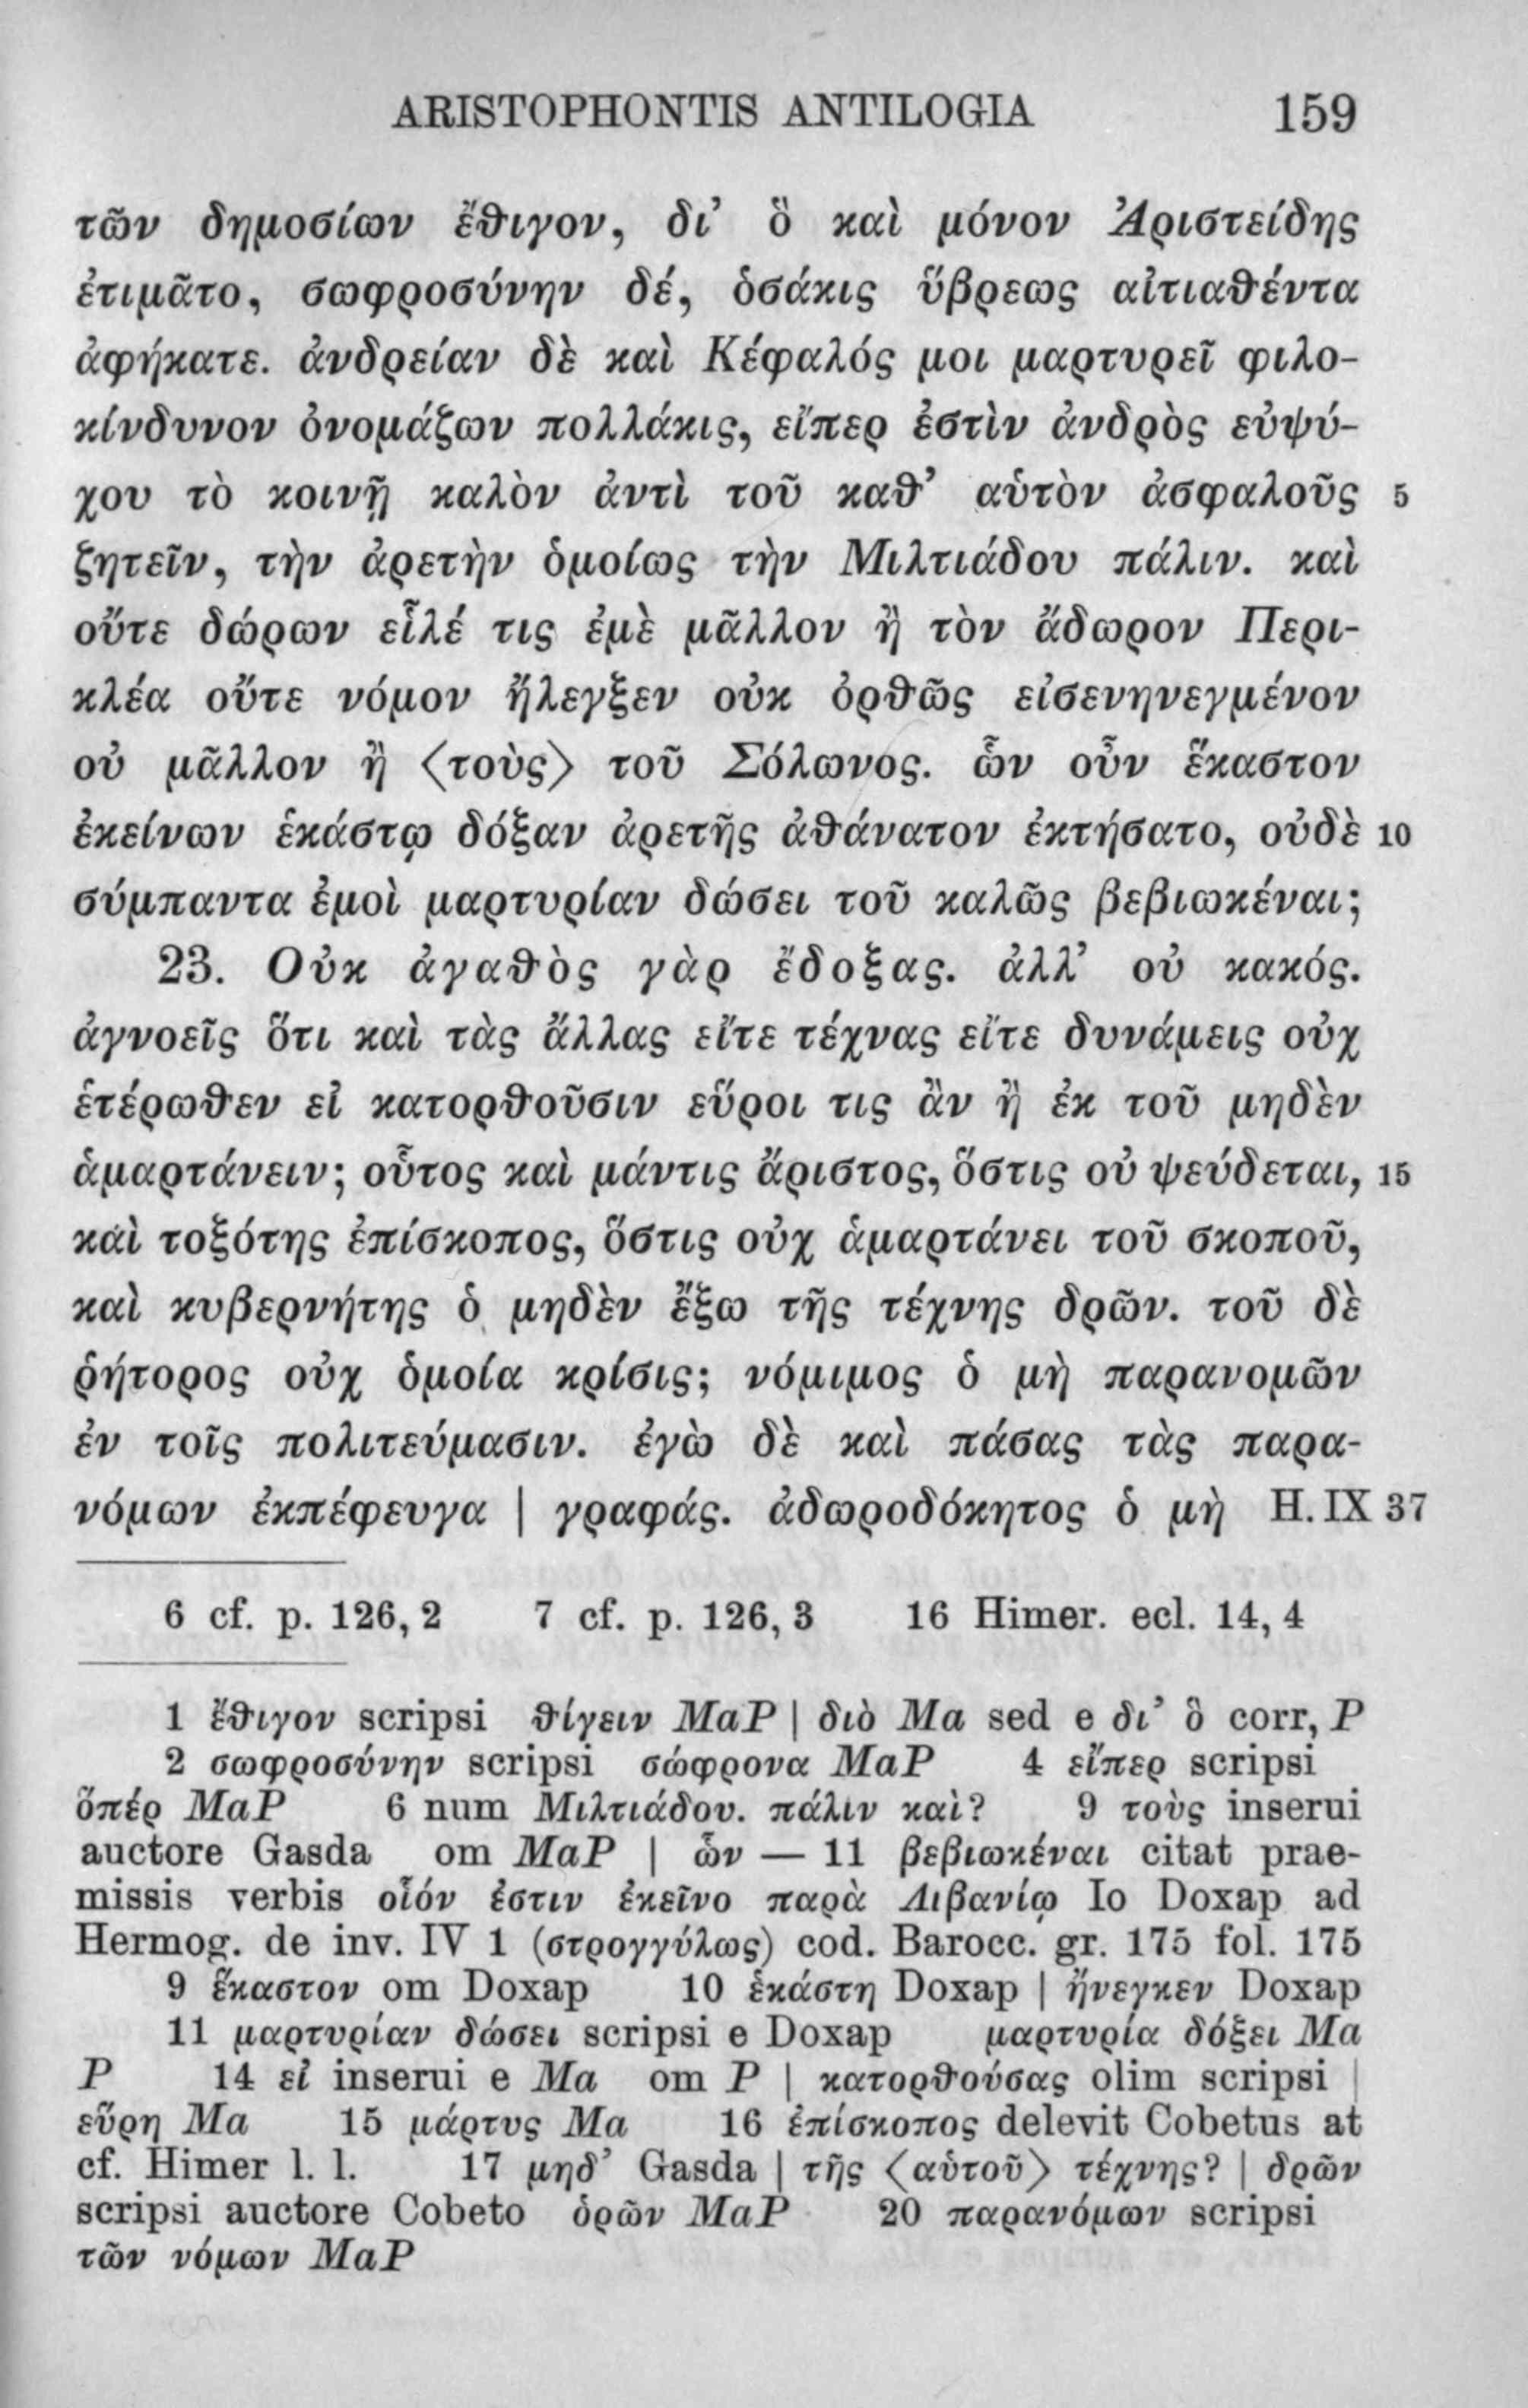 ARISTOPHONTIS ANTILOGIA 159
τῶν δημοσίων ἔθιγον, δι’ ὃ καὶ μόνον Ἀριστείδης
ἐτιμᾶτο, σωφροσύνην δέ, ὁσάκις ὕβρεως αἰτιαθέντα
ἀφήκατε. ἀνδρείαν δὲ καὶ Κέφαλός μοι μαρτυρεῖ φιλο-
κίνδυνον ὀνομάζων πολλάκις, εἴπερ ἐστὶν ἀνδρὸς εὐψύ-
χου τὸ κοινῇ καλὸν ἀντὶ τοῦ καθ’ αὑτὸν ἀσφαλοῦς 5
ζητεῖν, τὴν ἀρετὴν ὁμοίως τὴν Μιλτιάδου πάλιν. καὶ
οὔτε δώρων εἷλέ τις ἐμὲ μᾶλλον ἢ τὸν ἄδωρον Περι-
κλέα οὔτε νόμον ἤλεγξεν οὐκ ὀρθῶς εἰσενηνεγμένον
οὐ μᾶλλον ἢ ⟨τοὺς⟩ τοῦ Σόλωνος. ὧν οὖν ἕκαστον
ἐκείνων ἑκάστῳ δόξαν ἀρετῆς ἀθάνατον ἐκτήσατο, οὐδὲ 10
σύμπαντα ἐμοὶ μαρτυρίαν δώσει τοῦ καλῶς βεβιωκέναι;
23. Οὐκ ἀγαθὸς γὰρ ἔδοξας. ἀλλ’ οὐ κακός.
ἀγνοεῖς ὅτι καὶ τὰς ἄλλας εἴτε τέχνας εἴτε δυνάμεις οὐχ
ἑτέρωθεν εἰ κατορθοῦσιν εὕροι τις ἂν ἢ ἐκ τοῦ μηδὲν
ἁμαρτάνειν; οὗτος καὶ μάντις ἄριστος, ὅστις οὐ ψεύδεται, 15
καὶ τοξότης ἐπίσκοπος, ὅστις οὐχ ἁμαρτάνει τοῦ σκοποῦ,
καὶ κυβερνήτης ὁ μηδὲν ἔξω τῆς τέχνης δρῶν. τοῦ δὲ
ῥήτορος οὐχ ὁμοία κρίσις; νόμιμος ὁ μὴ παρανομῶν
ἐν τοῖς πολιτεύμασιν. ἐγὼ δὲ καὶ πάσας τὰς παρα-
νόμων ἐκπέφευγα | γραφάς. ἀδωροδόκητος ὁ μὴ H. IX 37
6 cf. p. 126, 2 7 cf. p. 126, 3 16 Himer. ecl. 14, 4
1 ἔθιγον scripsi θίγειν MaP | διὸ Ma sed e δι’ ὃ corr, P
2 σωφροσύνην scripsi σώφρονα MaP 4 εἴπερ scripsi
ὅπέρ MaP 6 num Μιλτιάδου. πάλιν καὶ? 9 τοὺς inserui
auctore Gasda om MaP | ὧν — 11 βεβιωκέναι citat prae-
missis verbis οἷόν ἐστιν ἐκεῖνο παρὰ Λιβανίῳ Io Doxap ad
Hermog. de inv. IV 1 (στρογγύλως) cod. Barocc. gr. 175 fol. 175
9 ἕκαστον om Doxap 10 ἑκάστη Doxap | ἤνεγκεν Doxap
11 μαρτυρίαν δώσει scripsi e Doxap μαρτυρία δόξει Ma
P 14 εἰ inserui e Ma om P | κατορθούσας olim scripsi |
εὕρη Ma 15 μάρτυς Ma 16 ἐπίσκοπος delevit Cobetus at
cf. Himer l. l. 17 μηδ’ Gasda | τῆς ⟨αὑτοῦ⟩ τέχνης? | δρῶν
scripsi auctore Cobeto ὁρῶν MaP 20 παρανόμων scripsi
τῶν νόμων MaP